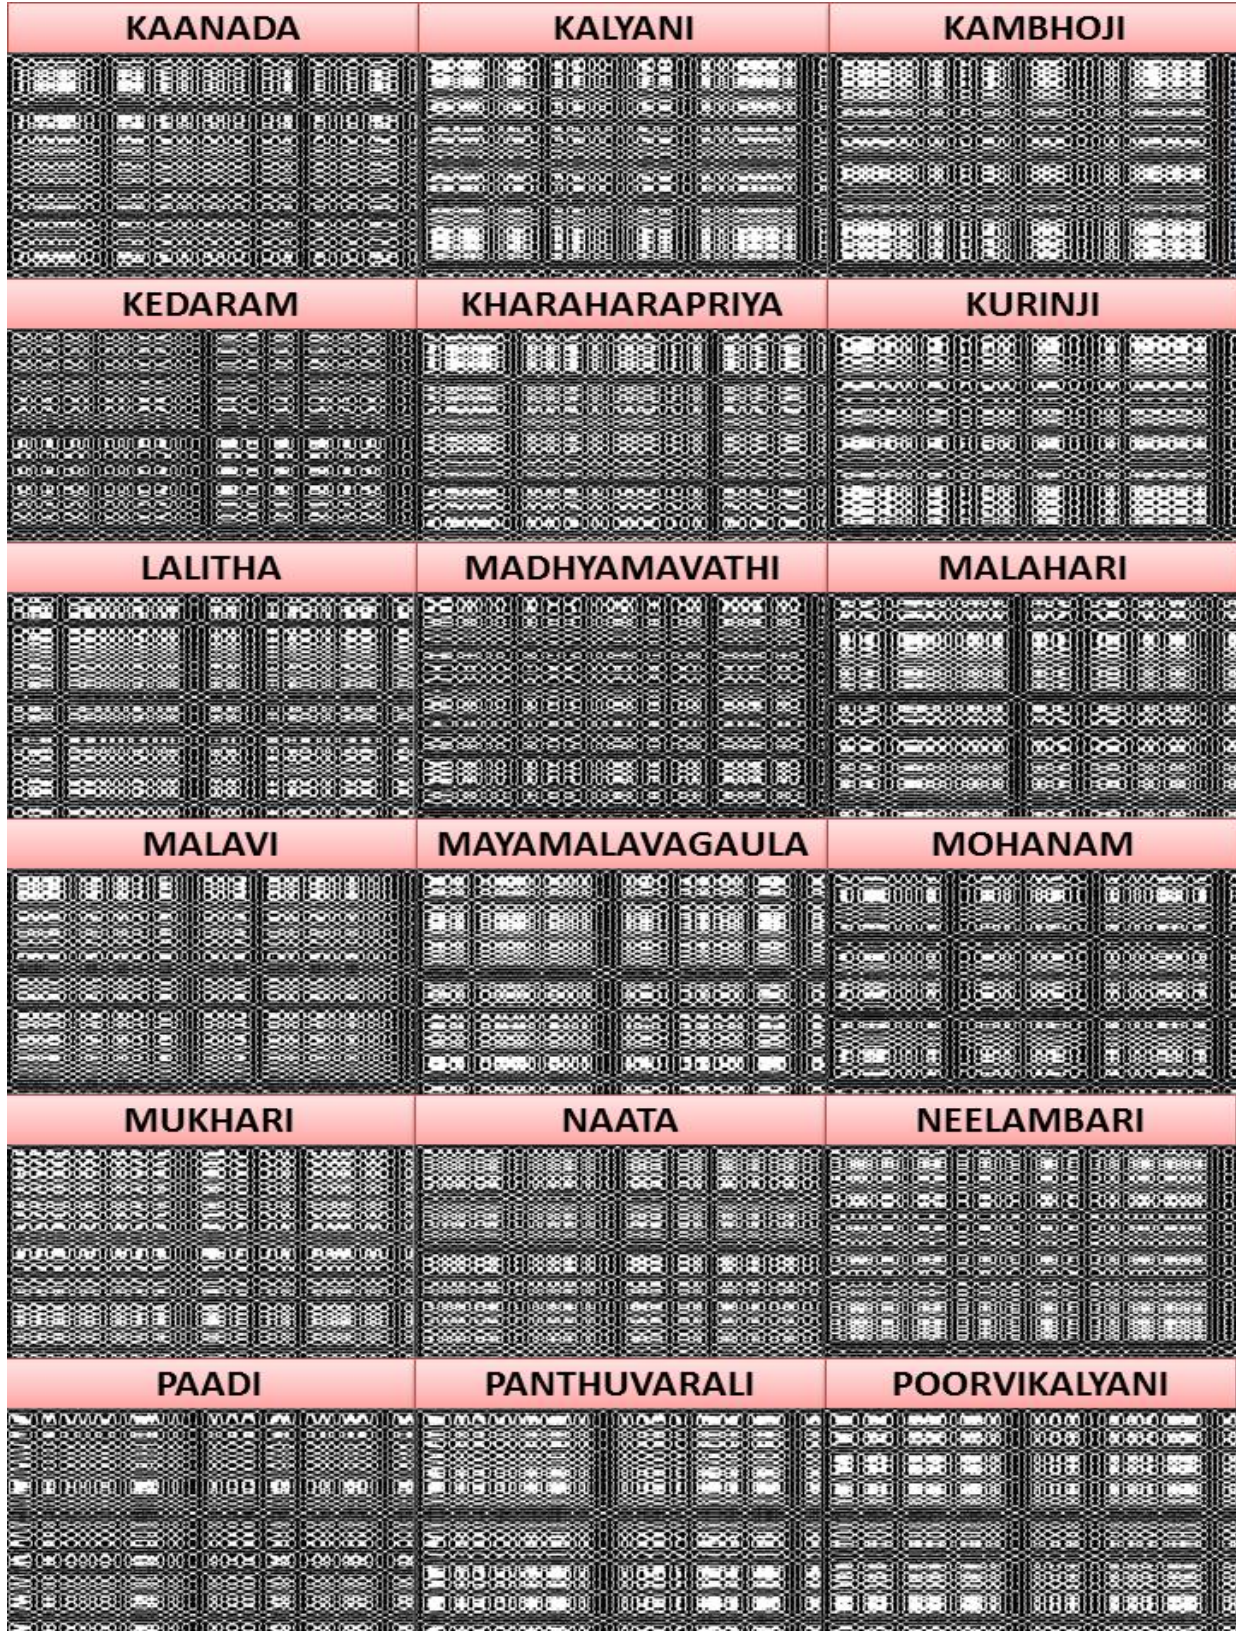 KAANADA KALYANI KAMBHOJI
KEDARAM KHARAHARAPRIYA KURINJI
LALITHA MADHYAMAVATHI MALAHARI
MALAVI MAYAMALAVAGAULA MOHANAM
MUKHARI NAATA NEELAMBARI
PAADI PANTHUVARALI POORVIKALYANI